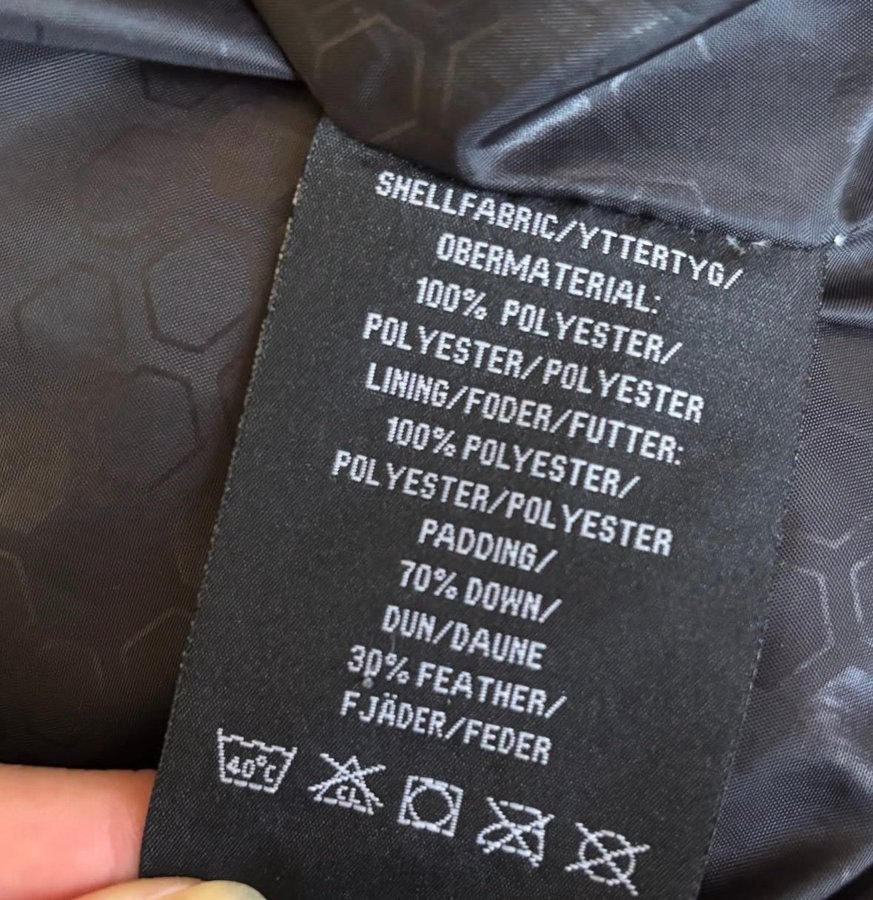 SHELLFABRIC/YTTERTYG/
OBERMATERIAL:
100% POLYESTER/
POLYESTER/POLYESTER
LINING/FODER/FUTTER:
100% POLYESTER/
POLYESTER/POLYESTER
PADDING/
70% DOWN/
DUN/DAUNE
30% FEATHER/
FJÄDER/FEDER
40°C CL